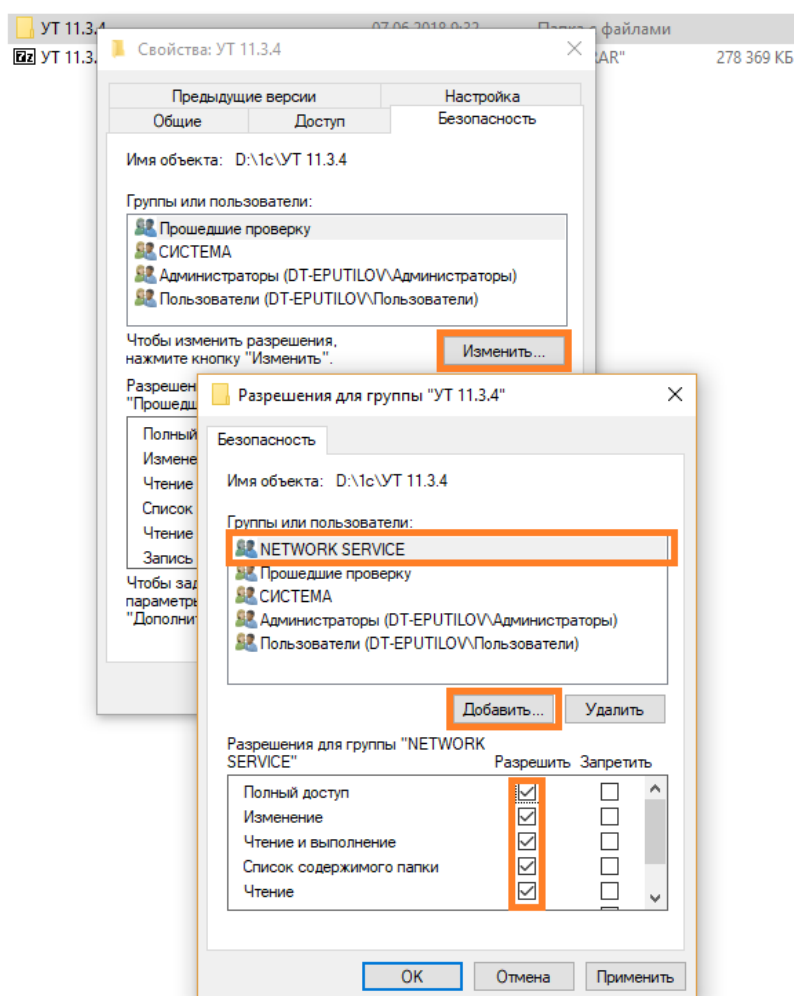 УТ 11.3.4
07.06.2018 9:32
Папка с файлами
УТ 11.3.
RAR"
278 369 КБ
Свойства: УТ 11.3.4
Предыдущие версии
Настройка
Общие
Доступ
Безопасность
Имя объекта: D:\1c\УТ 11.3.4
Группы или пользователи:
Прошедшие проверку
СИСТЕМА
Администраторы (DT-EPUTILOV\Администраторы)
Пользователи (DT-EPUTILOV\Пользователи)
Чтобы изменить разрешения,
нажмите кнопку "Изменить".
Изменить...
Разрешен
"Прошедш
Полный
Измене
Чтение
Список
Чтение
Запись
Чтобы зад
параметры
"Дополнит
Разрешения для группы "УТ 11.3.4"
Безопасность
Имя объекта: D:\1c\УТ 11.3.4
Группы или пользователи:
NETWORK SERVICE
Прошедшие проверку
СИСТЕМА
Администраторы (DT-EPUTILOV\Администраторы)
Пользователи (DT-EPUTILOV\Пользователи)
Добавить...
Удалить
Разрешения для группы "NETWORK
SERVICE"
Разрешить
Запретить
Полный доступ
Изменение
Чтение и выполнение
Список содержимого папки
Чтение
OK
Отмена
Применить